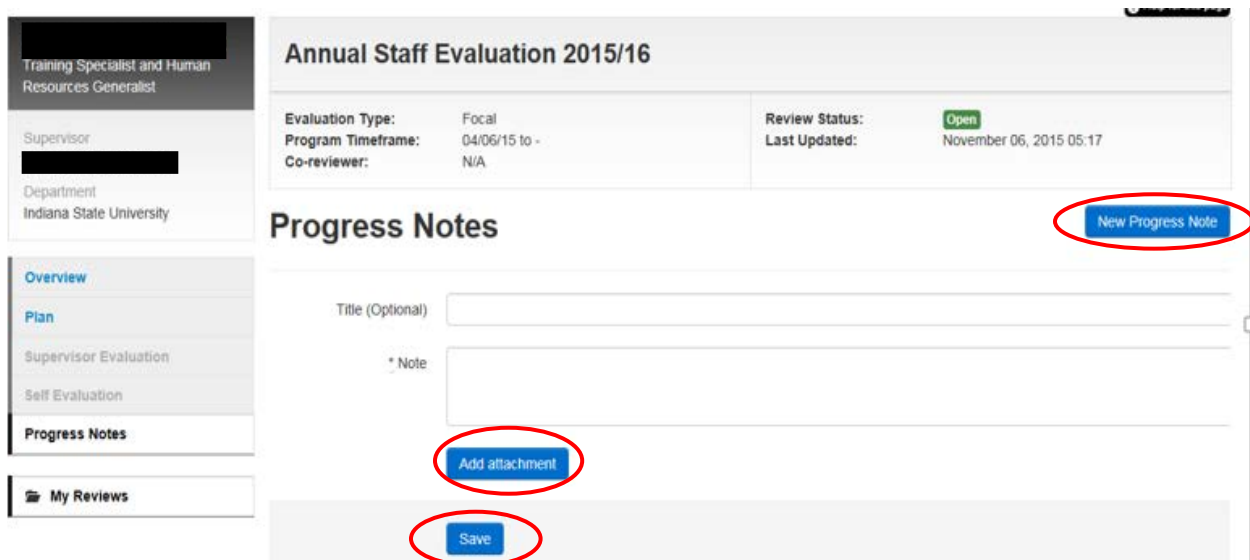 Training Specialist and Human
Resources Generalist
Supervisor
Department
Indiana State University
Overview
Plan
Supervisor Evaluation
Self Evaluation
Progress Notes
My Reviews
Annual Staff Evaluation 2015/16
Evaluation Type: Focal
Program Timeframe: 04/06/15 to -
Co-reviewer: N/A
Review Status: Open
Last Updated: November 06, 2015 05:17
Progress Notes
New Progress Note
Title (Optional)
* Note
Add attachment
Save